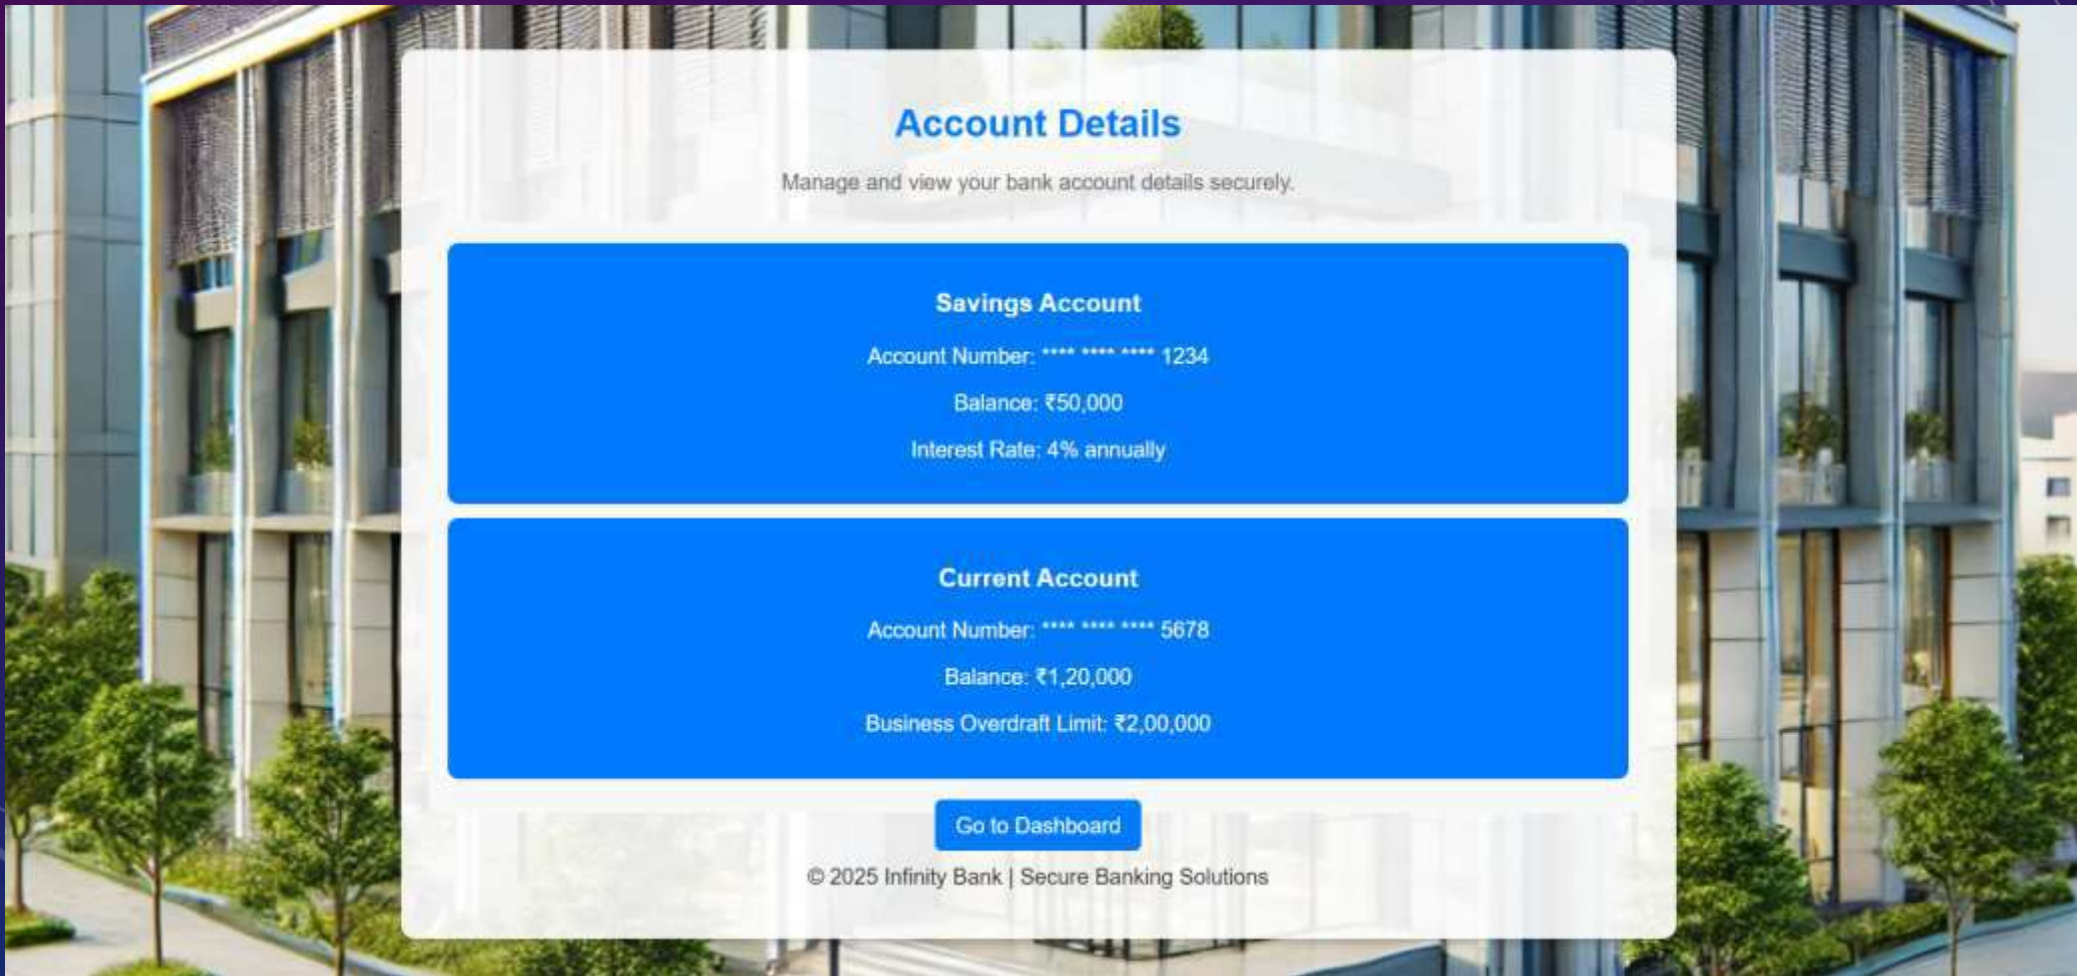 Account Details
Manage and view your bank account details securely.
Savings Account
Account Number: **** **** **** 1234
Balance: ₹50,000
Interest Rate: 4% annually
Current Account
Account Number: **** **** **** 5678
Balance: ₹1,20,000
Business Overdraft Limit: ₹2,00,000
Go to Dashboard
© 2025 Infinity Bank | Secure Banking Solutions